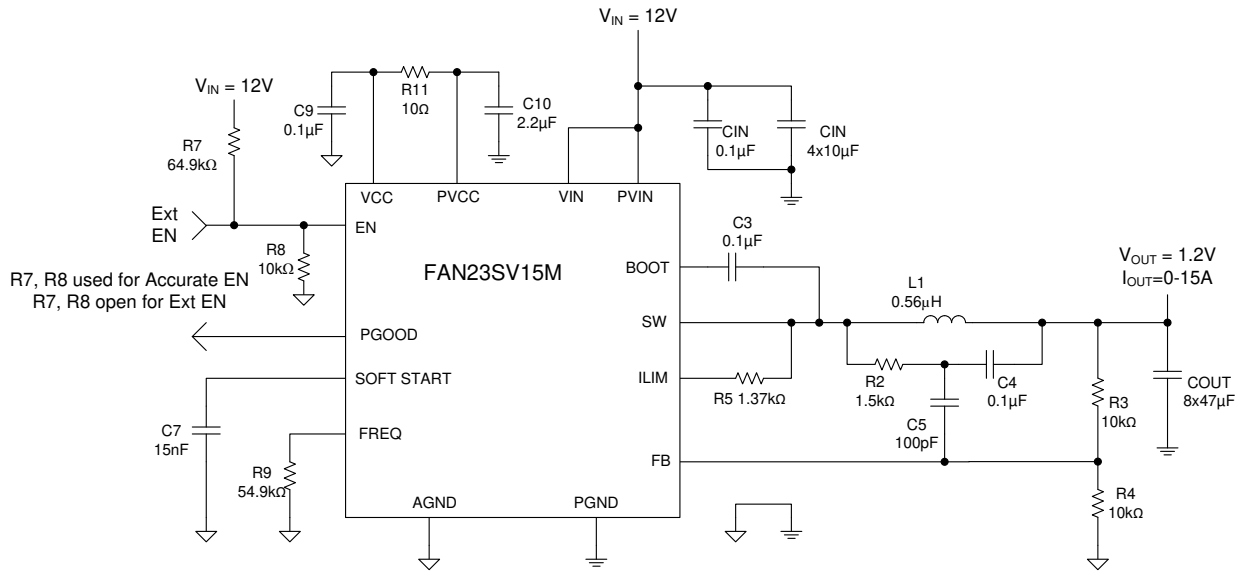 V_IN = 12V
V_IN = 12V
R11
10Ω
C9
0.1µF
C10
2.2µF
CIN
0.1µF
CIN
4x10µF
R7
64.9kΩ
VCC
PVCC
VIN
PVIN
Ext
EN
EN
R8
10kΩ
C3
0.1µF
FAN23SV15M
BOOT
V_OUT = 1.2V
I_OUT=0-15A
R7, R8 used for Accurate EN
R7, R8 open for Ext EN
L1
0.56µH
SW
PGOOD
SOFT START
ILIM
R5 1.37kΩ
R2
1.5kΩ
C4
0.1µF
R3
10kΩ
COUT
8x47µF
C7
15nF
FREQ
C5
100pF
R9
54.9kΩ
FB
R4
10kΩ
AGND
PGND